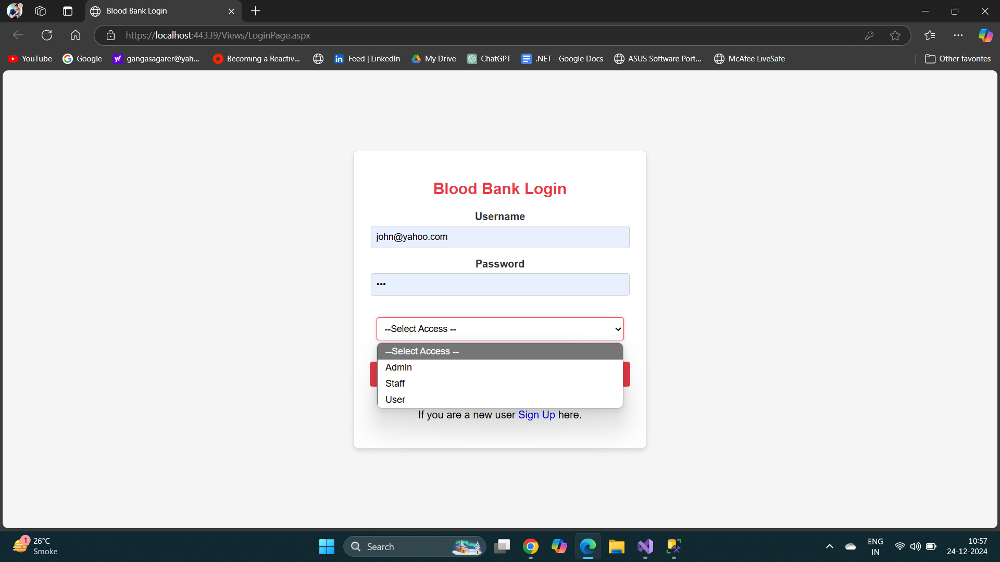 Blood Bank Login
https://localhost:44339/Views/LoginPage.aspx
YouTube
Google
gangasagarer@yah...
Becoming a Reactiv...
Feed | LinkedIn
My Drive
ChatGPT
.NET - Google Docs
ASUS Software Port...
McAfee LiveSafe
Other favorites
Blood Bank Login
Username
john@yahoo.com
Password
•••
--Select Access --
--Select Access --
Admin
Staff
User
If you are a new user Sign Up here.
1
26°C
Smoke
Search
ENG
IN
10:57
24-12-2024